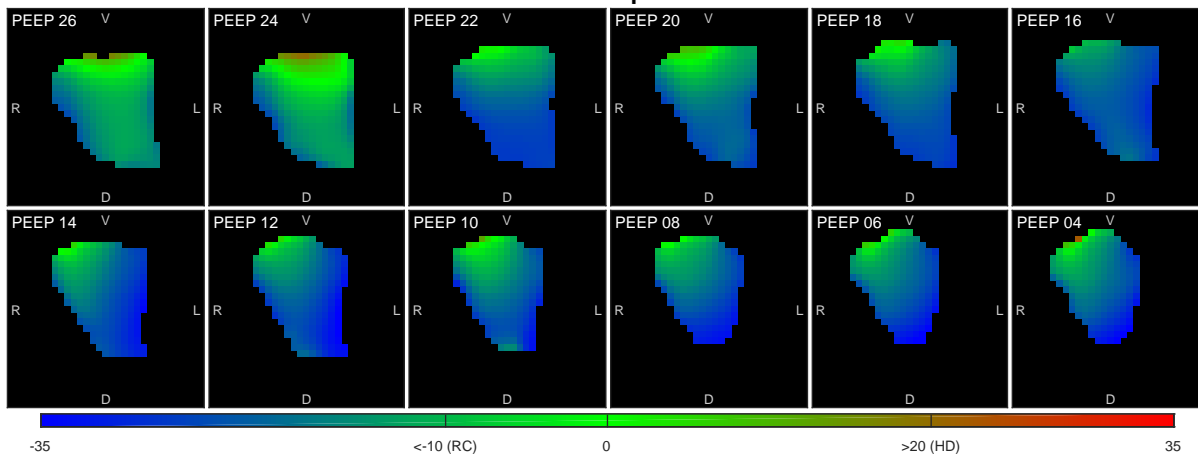 PEEP 26 V PEEP 24 V PEEP 22 V PEEP 20 V PEEP 18 V PEEP 16 V
R L R L R L R L R L R L
D D D D D D
PEEP 14 V PEEP 12 V PEEP 10 V PEEP 08 V PEEP 06 V PEEP 04 V
R L R L R L R L R L R L
D D D D D D
-35 <-10 (RC) 0 >20 (HD) 35